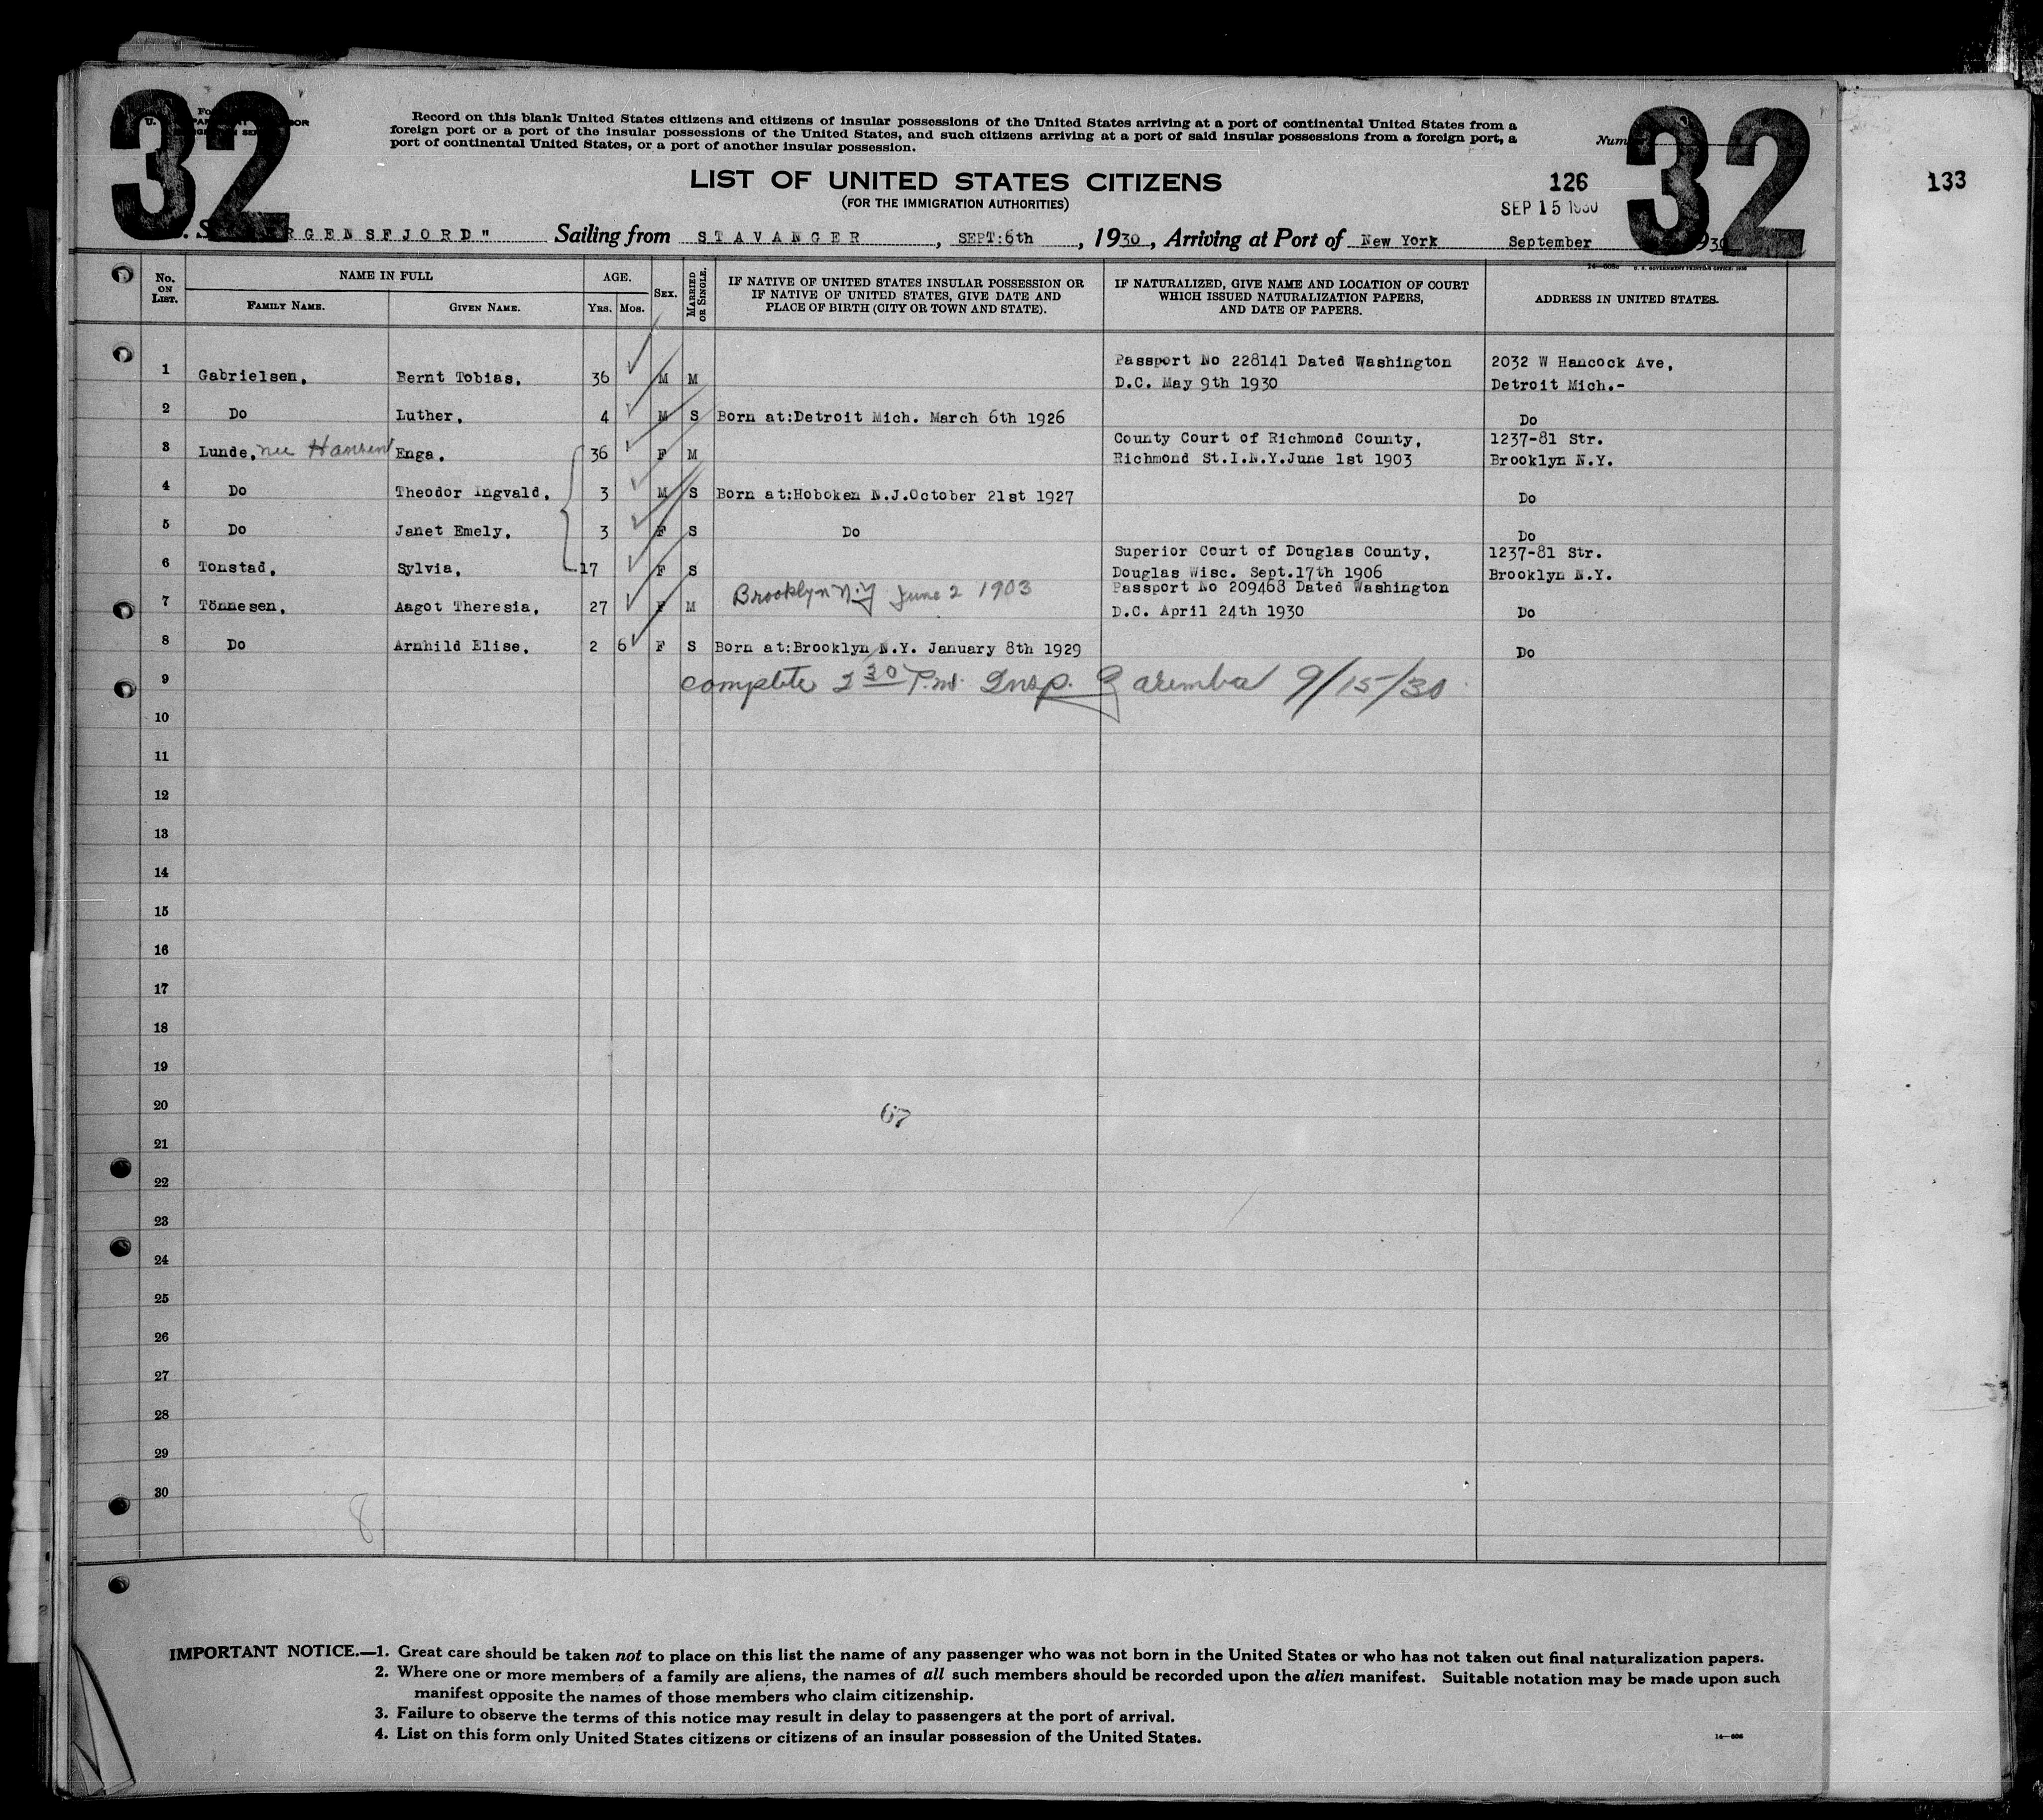 32
32
Record on this blank United States citizens and citizens of insular possessions of the United States arriving at a port of continental United States from a
foreign port or a port of the insular possessions of the United States, and such citizens arriving at a port of said insular possessions from a foreign port, a
port of continental United States, or a port of another insular possession.
LIST OF UNITED STATES CITIZENS
(FOR THE IMMIGRATION AUTHORITIES)
126
133
SEP 15 1930
RGENSFJORD" Sailing from STAVANGER, SEPT:6th, 1930, Arriving at Port of New York September
No. ON LIST. NAME IN FULL AGE. SEX. MARRIED OR SINGLE. IF NATIVE OF UNITED STATES INSULAR POSSESSION OR IF NATIVE OF UNITED STATES, GIVE DATE AND PLACE OF BIRTH (CITY OR TOWN AND STATE). IF NATURALIZED, GIVE NAME AND LOCATION OF COURT WHICH ISSUED NATURALIZATION PAPERS, AND DATE OF PAPERS. ADDRESS IN UNITED STATES.
FAMILY NAME. GIVEN NAME. YRS. MOS.
1 Gabrielsen, Bernt Tobias, 36 M M Passport No 228141 Dated Washington D.C. May 9th 1930 2032 W Hancock Ave, Detroit Mich.-
2 Do Luther, 4 M S Born at:Detroit Mich. March 6th 1926 Do
3 Lunde, nee Hansen Enga. 36 F M County Court of Richmond County, Richmond St.I.N.Y.June 1st 1903 1237-81 Str. Brooklyn N.Y.
4 Do Theodor Ingvald, 3 M S Born at:Hoboken N.J.October 21st 1927 Do
5 Do Janet Emely, 3 F S Do Do
6 Tonstad, Sylvia, 17 F S Superior Court of Douglas County, Douglas Wisc. Sept.17th 1906 1237-81 Str. Brooklyn N.Y.
7 Tönnesen, Aagot Theresia, 27 F M Brooklyn N.Y June 2 1903 Passport No 209468 Dated Washington D.C. April 24th 1930 Do
8 Do Arnhild Elise, 2 6 F S Born at:Brooklyn N.Y. January 8th 1929 Do
9 complete 2 30 P.M. Insp. 9/15/30
10
11
12
13
14
15
16
17
18
19
20
67
21
22
23
24
25
26
27
28
29
30
8
IMPORTANT NOTICE.—1. Great care should be taken not to place on this list the name of any passenger who was not born in the United States or who has not taken out final naturalization papers.
2. Where one or more members of a family are aliens, the names of all such members should be recorded upon the alien manifest. Suitable notation may be made upon such
manifest opposite the names of those members who claim citizenship.
3. Failure to observe the terms of this notice may result in delay to passengers at the port of arrival.
4. List on this form only United States citizens or citizens of an insular possession of the United States.